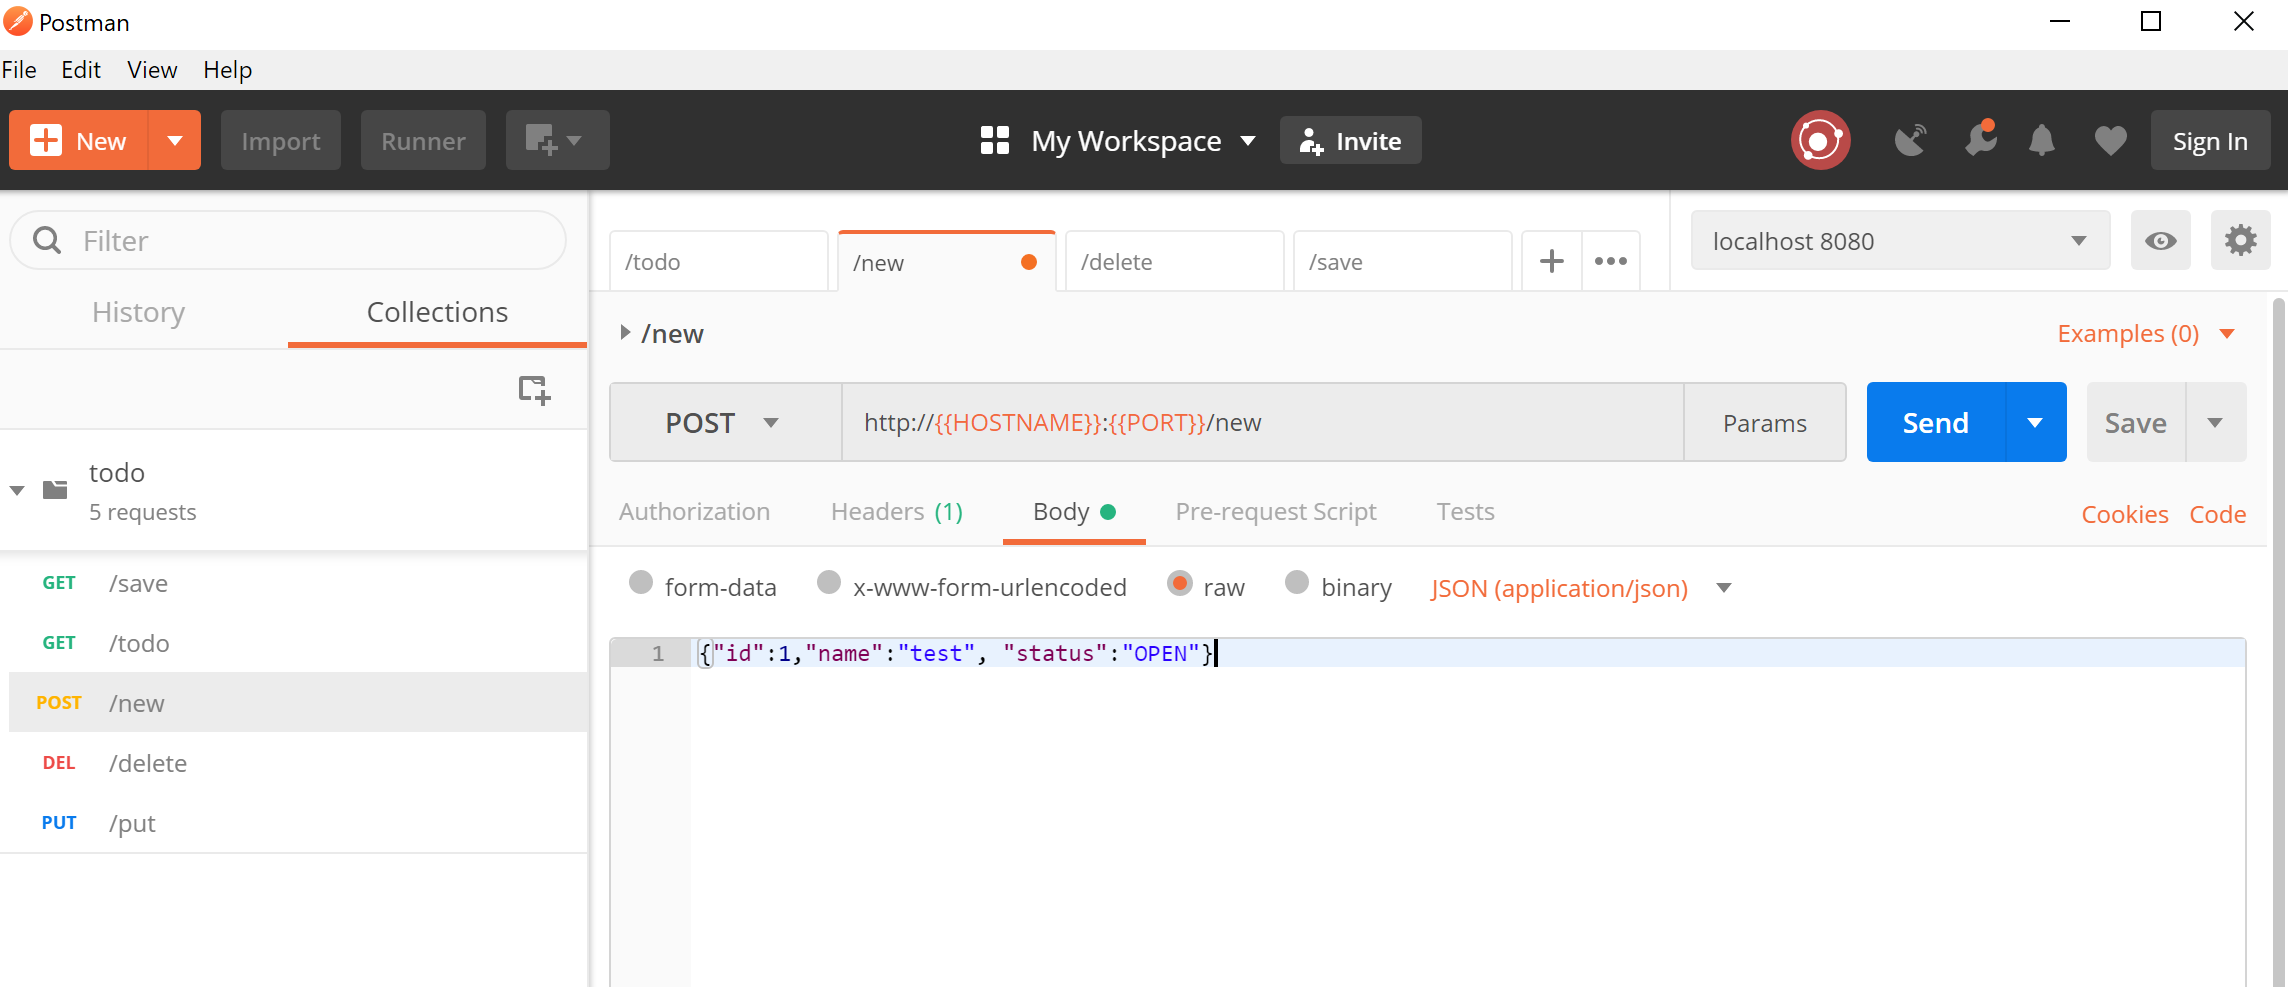 Postman
File Edit View Help
New Import Runner My Workspace Invite Sign In
Filter
History Collections
todo
5 requests
GET /save
GET /todo
POST /new
DEL /delete
PUT /put
/todo /new /delete /save localhost 8080
/new Examples (0)
POST http://{{HOSTNAME}}:{{PORT}}/new Params Send Save
Authorization Headers (1) Body Pre-request Script Tests Cookies Code
form-data x-www-form-urlencoded raw binary JSON (application/json)
1 {"id":1,"name":"test", "status":"OPEN"}